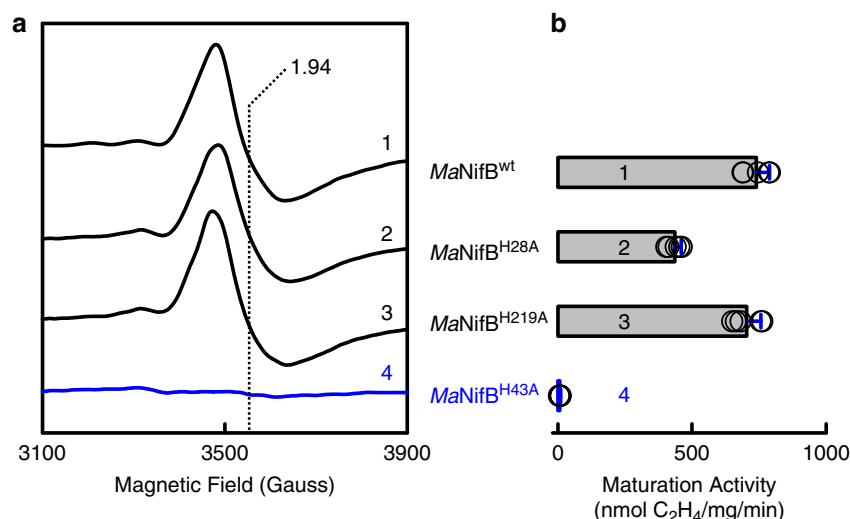 a
b
1.94
1
2
3
4
3100 3500 3900
Magnetic Field (Gauss)
MaNifBwt
MaNifBH28A
MaNifBH219A
MaNifBH43A
1
2
3
4
0 500 1000
Maturation Activity
(nmol C2H4/mg/min)